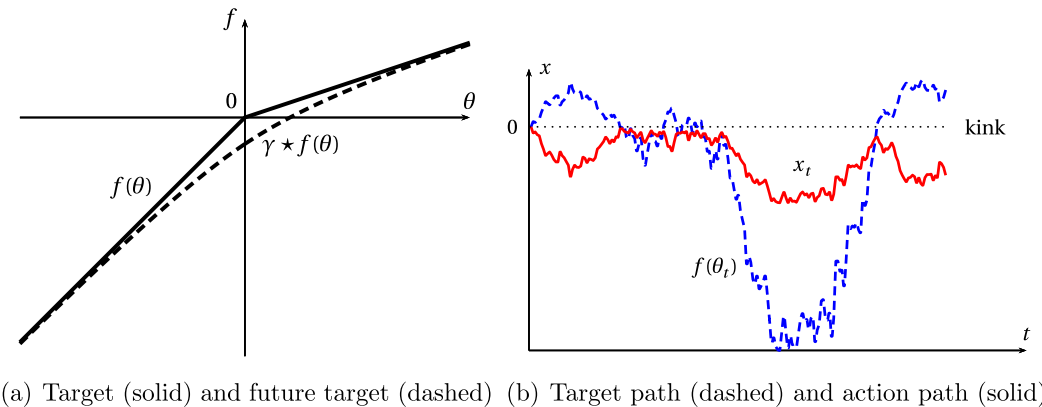 f
0
θ
γ ⋆ f(θ)
f(θ)
x
0
kink
x_t
f(θ_t)
t
(a) Target (solid) and future target (dashed)
(b) Target path (dashed) and action path (solid)